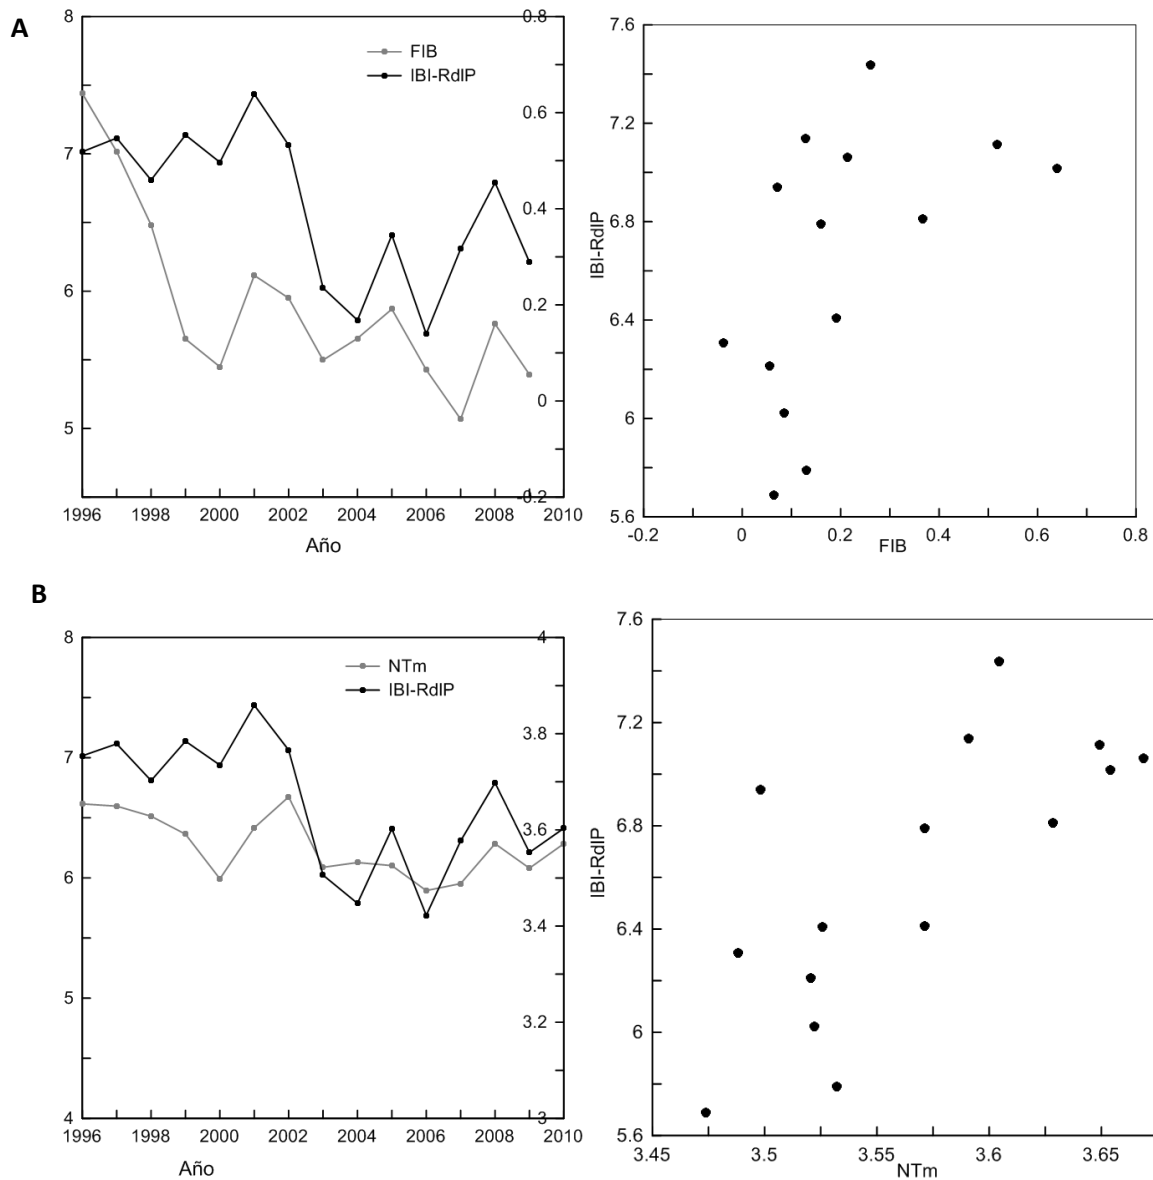 A
8
7
6
5
0.8
0.6
0.4
0.2
0
-0.2
FIB
IBI-RdlP
1996 1998 2000 2002 2004 2006 2008 2010
Año
7.6
7.2
6.8
6.4
6
5.6
IBI-RdlP
-0.2 0 0.2 0.4 0.6 0.8
FIB
B
8
7
6
5
4
4
3.8
3.6
3.4
3.2
3
NTm
IBI-RdlP
1996 1998 2000 2002 2004 2006 2008 2010
Año
7.6
7.2
6.8
6.4
6
5.6
IBI-RdlP
3.45 3.5 3.55 3.6 3.65
NTm